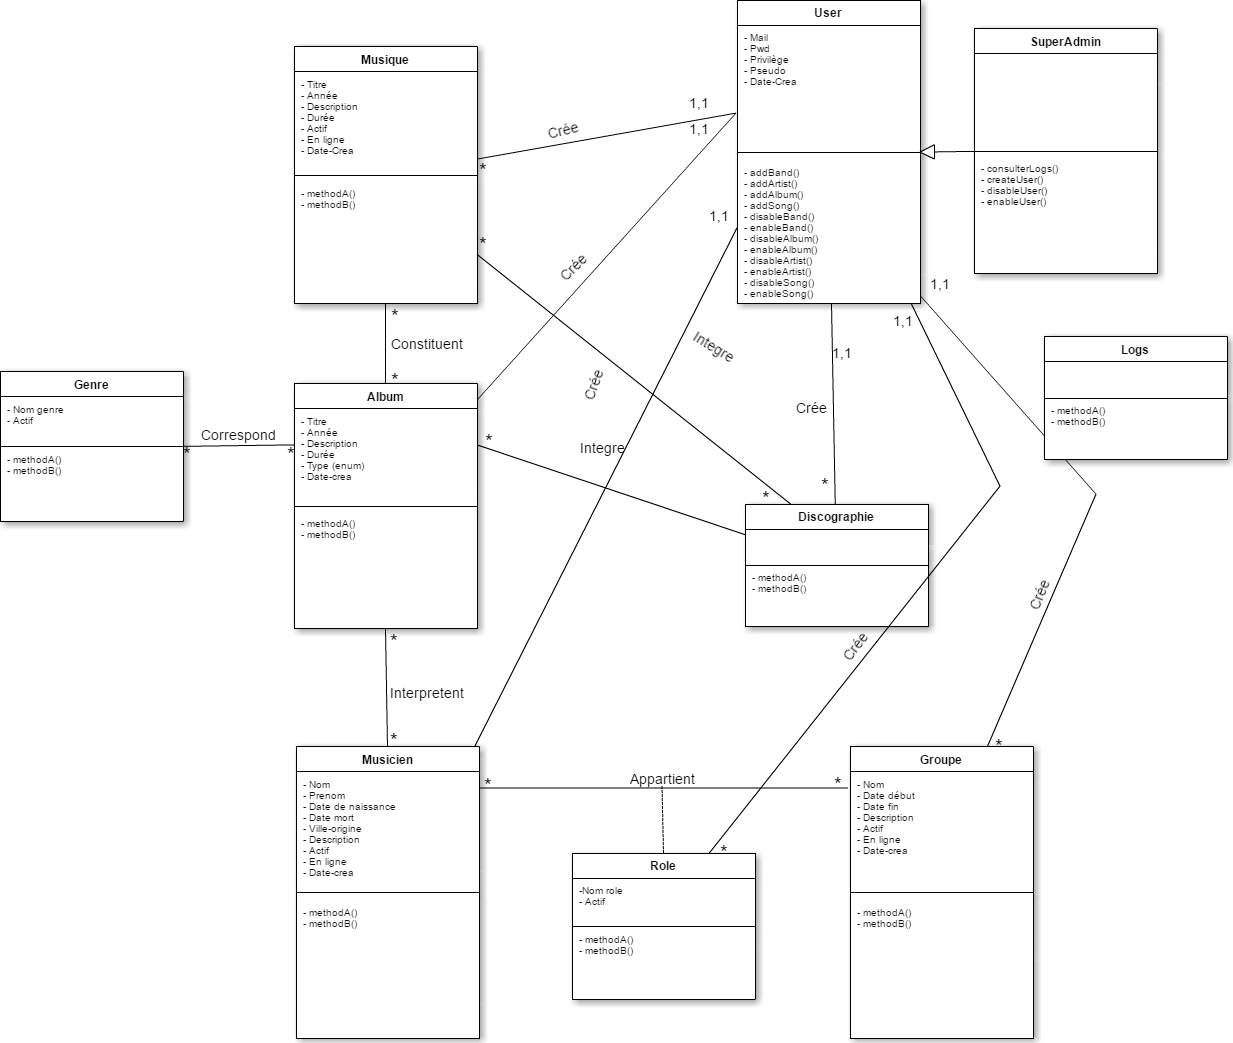 User
- Mail
- Pwd
- Privilège
- Pseudo
- Date-Crea
- addBand()
- addArtist()
- addAlbum()
- addSong()
- disableBand()
- enableBand()
- disableAlbum()
- enableAlbum()
- disableArtist()
- enableArtist()
- disableSong()
- enableSong()
SuperAdmin
- consulterLogs()
- createUser()
- disableUser()
- enableUser()
Musique
- Titre
- Année
- Description
- Durée
- Actif
- En ligne
- Date-Crea
- methodA()
- methodB()
1,1
Crée
1,1
*
1,1
*
Crée
1,1
1,1
*
Constituent
*
Integre
1,1
Crée
Crée
Logs
- methodA()
- methodB()
Genre
- Nom genre
- Actif
- methodA()
- methodB()
Correspond
*
*
Album
- Titre
- Année
- Description
- Durée
- Type (enum)
- Date-crea
- methodA()
- methodB()
*
Integre
*
*
Discographie
- methodA()
- methodB()
Crée
Crée
*
Interpretent
*
*
Musicien
- Nom
- Prenom
- Date de naissance
- Date mort
- Ville-origine
- Description
- Actif
- En ligne
- Date-crea
- methodA()
- methodB()
*
Appartient
*
*
Role
-Nom role
- Actif
- methodA()
- methodB()
Groupe
- Nom
- Date début
- Date fin
- Description
- Actif
- En ligne
- Date-crea
- methodA()
- methodB()